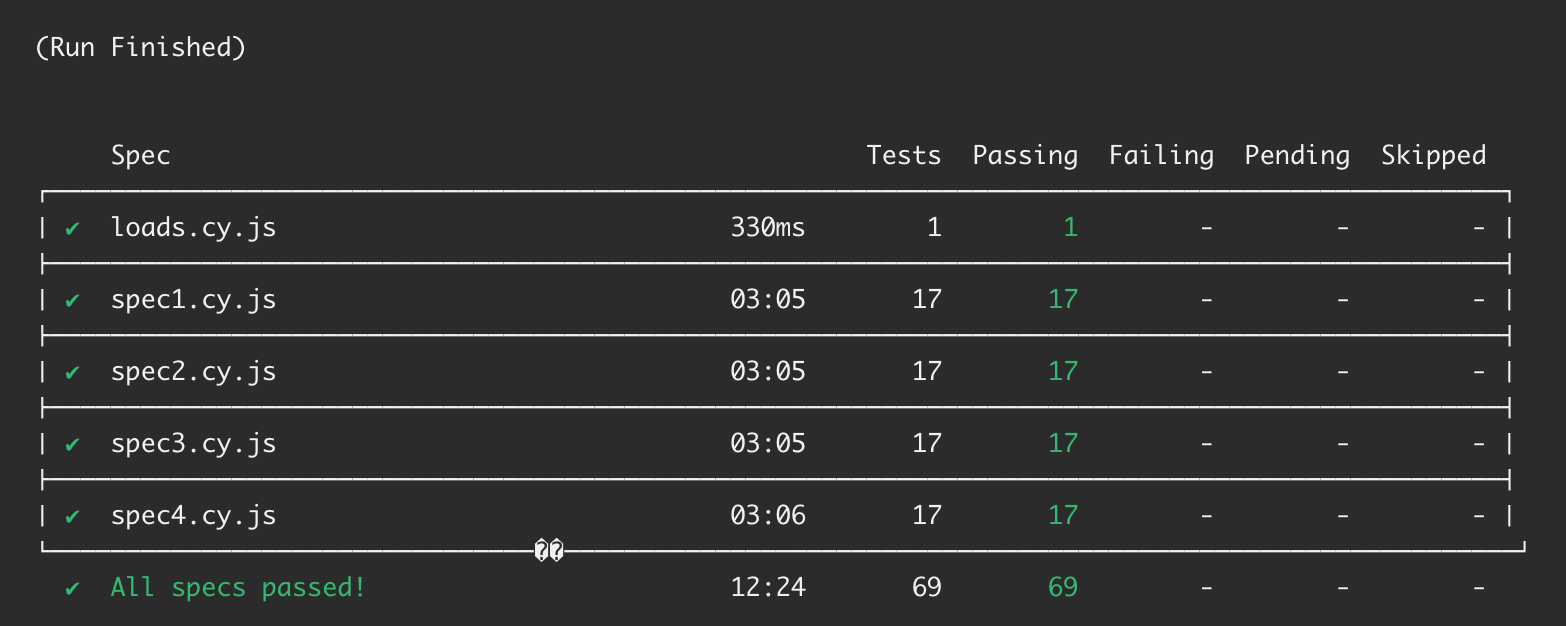 (Run Finished)
Spec Tests Passing Failing Pending Skipped
✔ loads.cy.js 330ms 1 1 - - -
✔ spec1.cy.js 03:05 17 17 - - -
✔ spec2.cy.js 03:05 17 17 - - -
✔ spec3.cy.js 03:05 17 17 - - -
✔ spec4.cy.js 03:06 17 17 - - -
��
✔ All specs passed! 12:24 69 69 - - -